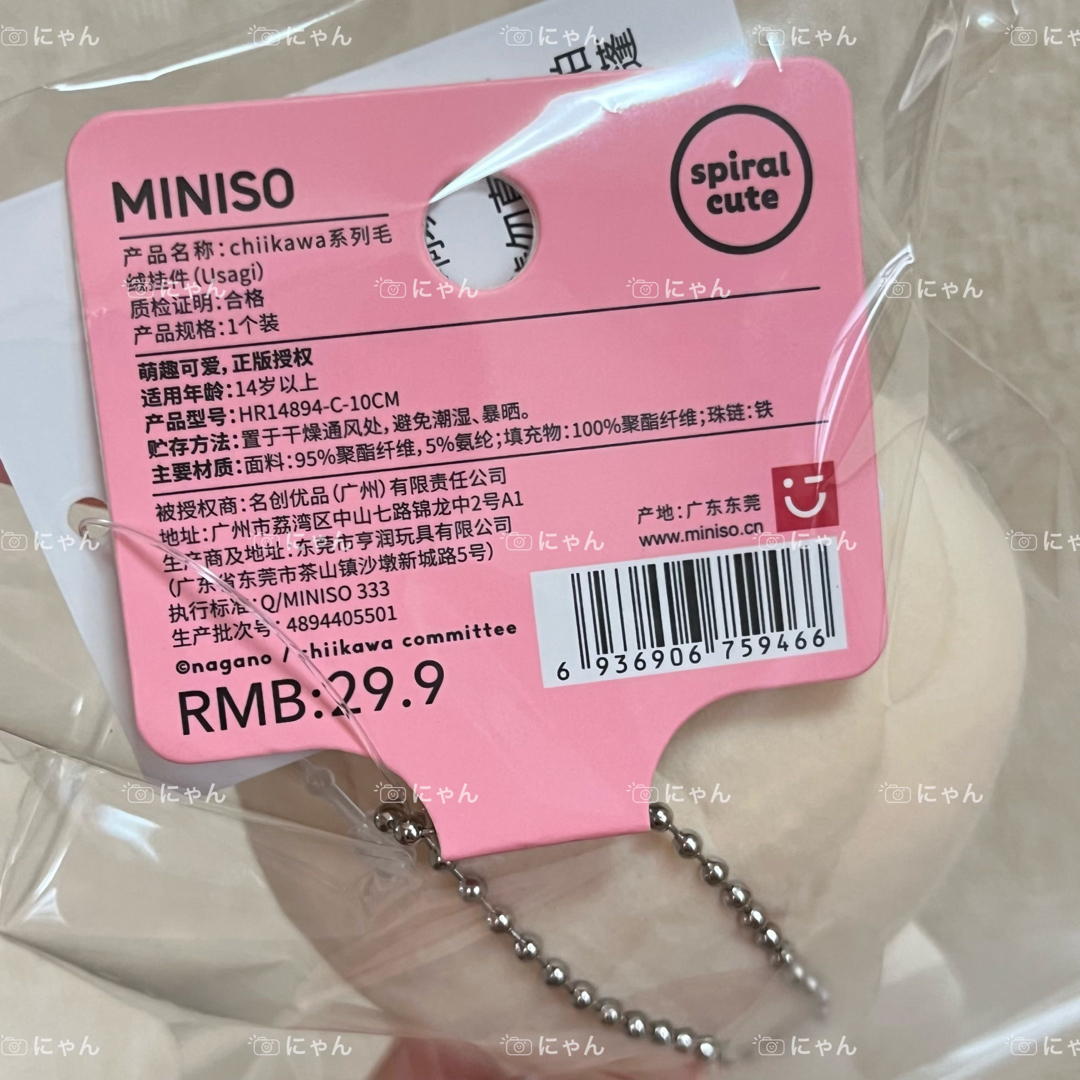 MINISO
spiral
cute
产品名称:chiikawa系列毛
绒挂件(Usagi)
质检证明:合格
产品规格:1个装
萌趣可爱,正版授权
适用年龄:14岁以上
产品型号:HR14894-C-10CM
贮存方法:置于干燥通风处,避免潮湿、暴晒。
主要材质:面料:95%聚酯纤维,5%氨纶;填充物:100%聚酯纤维;珠链:铁
被授权商:名创优品(广州)有限责任公司
地址:广州市荔湾区中山七路锦龙中2号A1
生产商及地址:东莞市亨润玩具有限公司
(广东省东莞市茶山镇沙墩新城路5号)
执行标准:Q/MINISO 333
生产批次号:4894405501
©nagano / chiikawa committee
RMB:29.9
产地:广东东莞
www.miniso.cn
6 936906 759466
にゃん